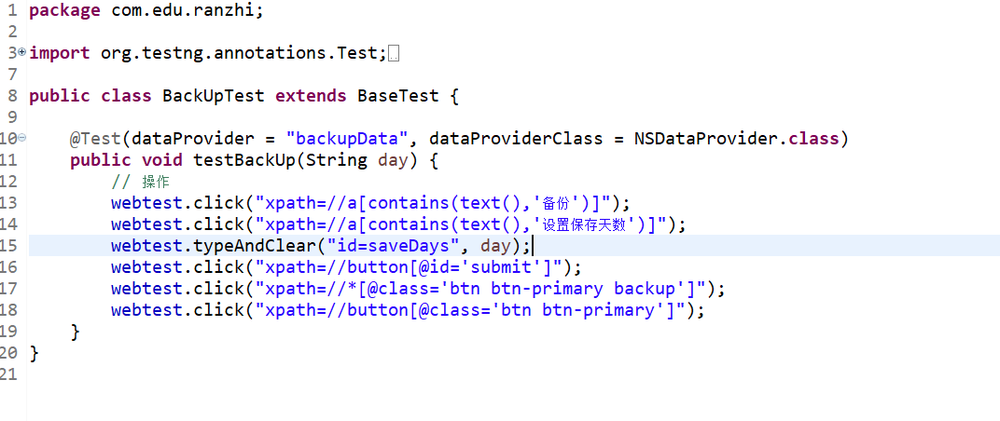 1 package com.edu.ranzhi;
2
3 import org.testng.annotations.Test;
7
8 public class BackUpTest extends BaseTest {
9
10     @Test(dataProvider = "backupData", dataProviderClass = NSDataProvider.class)
11     public void testBackUp(String day) {
12         // 操作
13         webtest.click("xpath=//a[contains(text(),'备份')]");
14         webtest.click("xpath=//a[contains(text(),'设置保存天数')]");
15         webtest.typeAndClear("id=saveDays", day);
16         webtest.click("xpath=//button[@id='submit']");
17         webtest.click("xpath=//*[@class='btn btn-primary backup']");
18         webtest.click("xpath=//button[@class='btn btn-primary']");
19     }
20 }
21